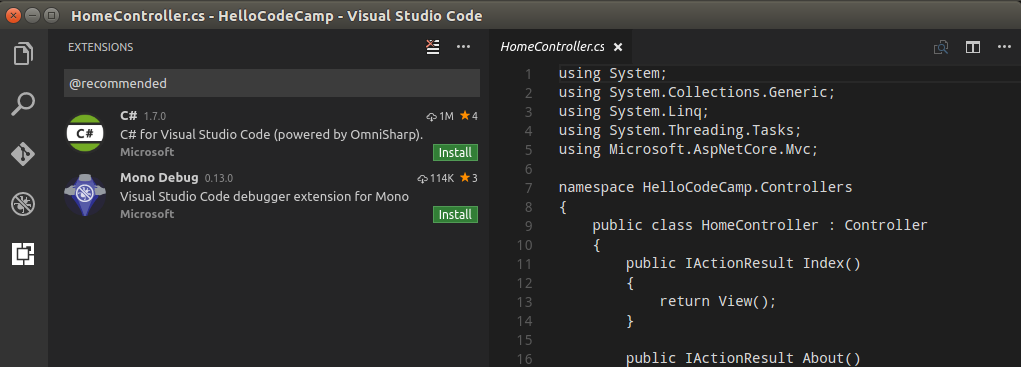 HomeController.cs - HelloCodeCamp - Visual Studio Code
EXTENSIONS
@recommended
C#
C# 1.7.0 1M 4
C# for Visual Studio Code (powered by OmniSharp).
Microsoft Install
Mono Debug 0.13.0 114K 3
Visual Studio Code debugger extension for Mono
Microsoft Install
HomeController.cs
1 using System;
2 using System.Collections.Generic;
3 using System.Linq;
4 using System.Threading.Tasks;
5 using Microsoft.AspNetCore.Mvc;
6
7 namespace HelloCodeCamp.Controllers
8 {
9 public class HomeController : Controller
10 {
11 public IActionResult Index()
12 {
13 return View();
14 }
15
16 public IActionResult About()